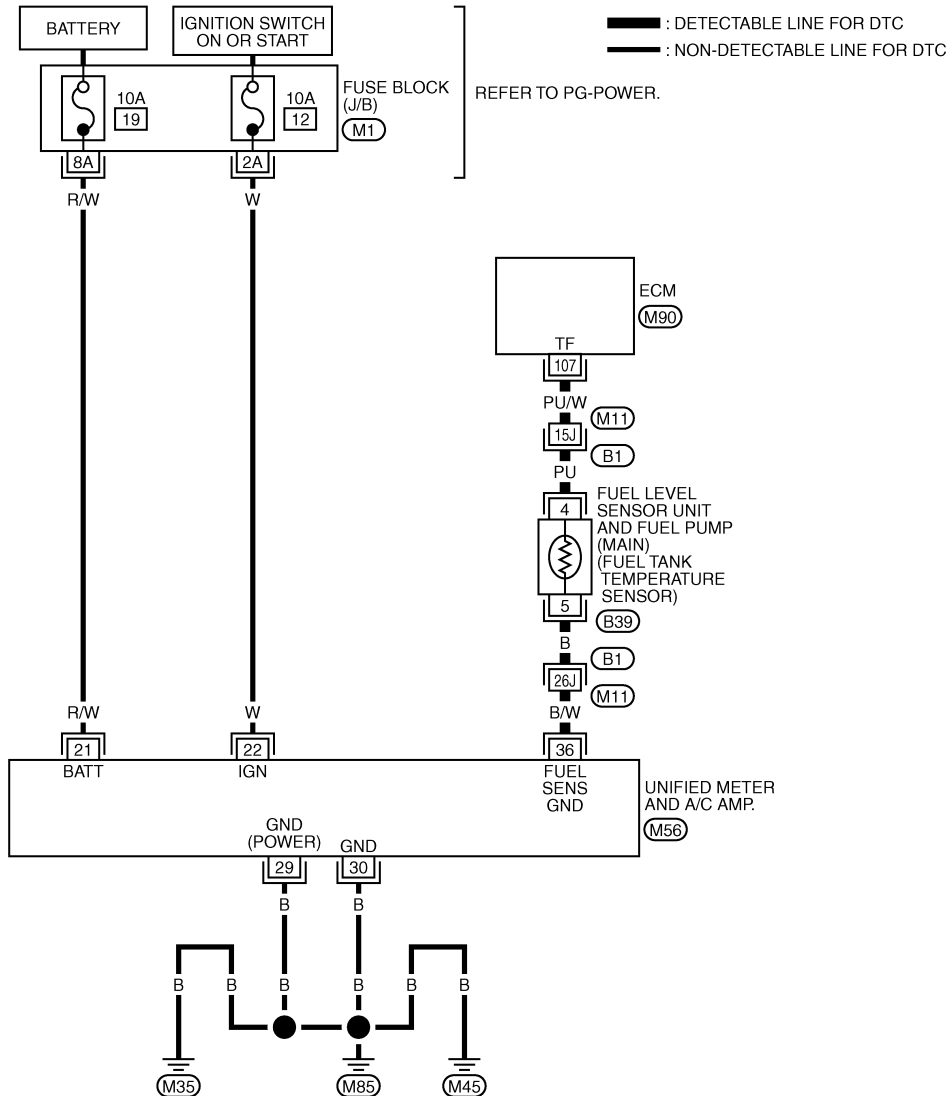 BATTERY
IGNITION SWITCH
ON OR START
: DETECTABLE LINE FOR DTC
: NON-DETECTABLE LINE FOR DTC
10A
19
10A
12
FUSE BLOCK
(J/B)
M1
REFER TO PG-POWER.
8A
2A
R/W
W
ECM
M90
TF
107
PU/W
M11
15J
B1
PU
4
FUEL LEVEL
SENSOR UNIT
AND FUEL PUMP
(MAIN)
(FUEL TANK
TEMPERATURE
SENSOR)
5
B39
B
B1
26J
M11
R/W
W
B/W
21
22
36
BATT
IGN
FUEL
SENS
GND
UNIFIED METER
AND A/C AMP.
M56
GND
(POWER)
GND
29
30
B
B
B
B
B
B
B
B
M35
M85
M45